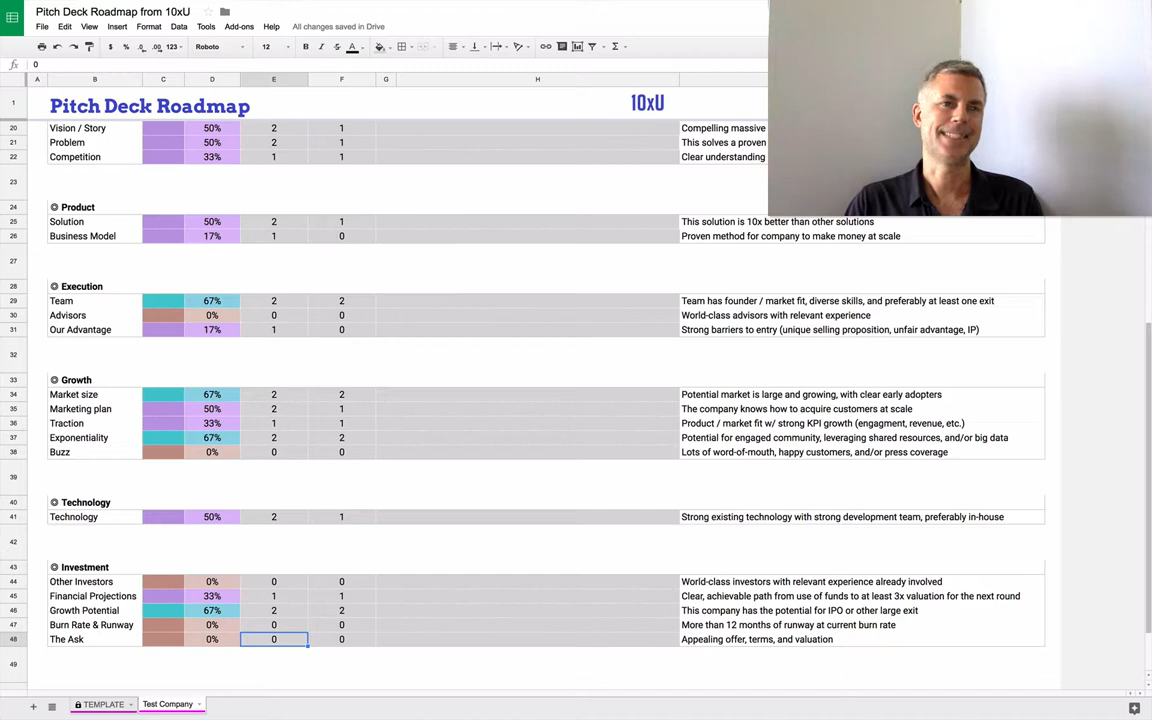 Pitch Deck Roadmap from 10xU
File Edit View Insert Format Data Tools Add-ons Help All changes saved in Drive
$ % .0 .00 123 Roboto 12 B I S A Σ
fx 0
A B C D E F G H
1 Pitch Deck Roadmap 10xU
20 Vision / Story 50% 2 1 Compelling massive
21 Problem 50% 2 1 This solves a proven
22 Competition 33% 1 1 Clear understanding
23
24 Product
25 Solution 50% 2 1 This solution is 10x better than other solutions
26 Business Model 17% 1 0 Proven method for company to make money at scale
27
28 Execution
29 Team 67% 2 2 Team has founder / market fit, diverse skills, and preferably at least one exit
30 Advisors 0% 0 0 World-class advisors with relevant experience
31 Our Advantage 17% 1 0 Strong barriers to entry (unique selling proposition, unfair advantage, IP)
32
33 Growth
34 Market size 67% 2 2 Potential market is large and growing, with clear early adopters
35 Marketing plan 50% 2 1 The company knows how to acquire customers at scale
36 Traction 33% 1 1 Product / market fit w/ strong KPI growth (engagment, revenue, etc.)
37 Exponentiality 67% 2 2 Potential for engaged community, leveraging shared resources, and/or big data
38 Buzz 0% 0 0 Lots of word-of-mouth, happy customers, and/or press coverage
39
40 Technology
41 Technology 50% 2 1 Strong existing technology with strong development team, preferably in-house
42
43 Investment
44 Other Investors 0% 0 0 World-class investors with relevant experience already involved
45 Financial Projections 33% 1 1 Clear, achievable path from use of funds to at least 3x valuation for the next round
46 Growth Potential 67% 2 2 This company has the potential for IPO or other large exit
47 Burn Rate & Runway 0% 0 0 More than 12 months of runway at current burn rate
48 The Ask 0% 0 0 Appealing offer, terms, and valuation
49
TEMPLATE Test Company